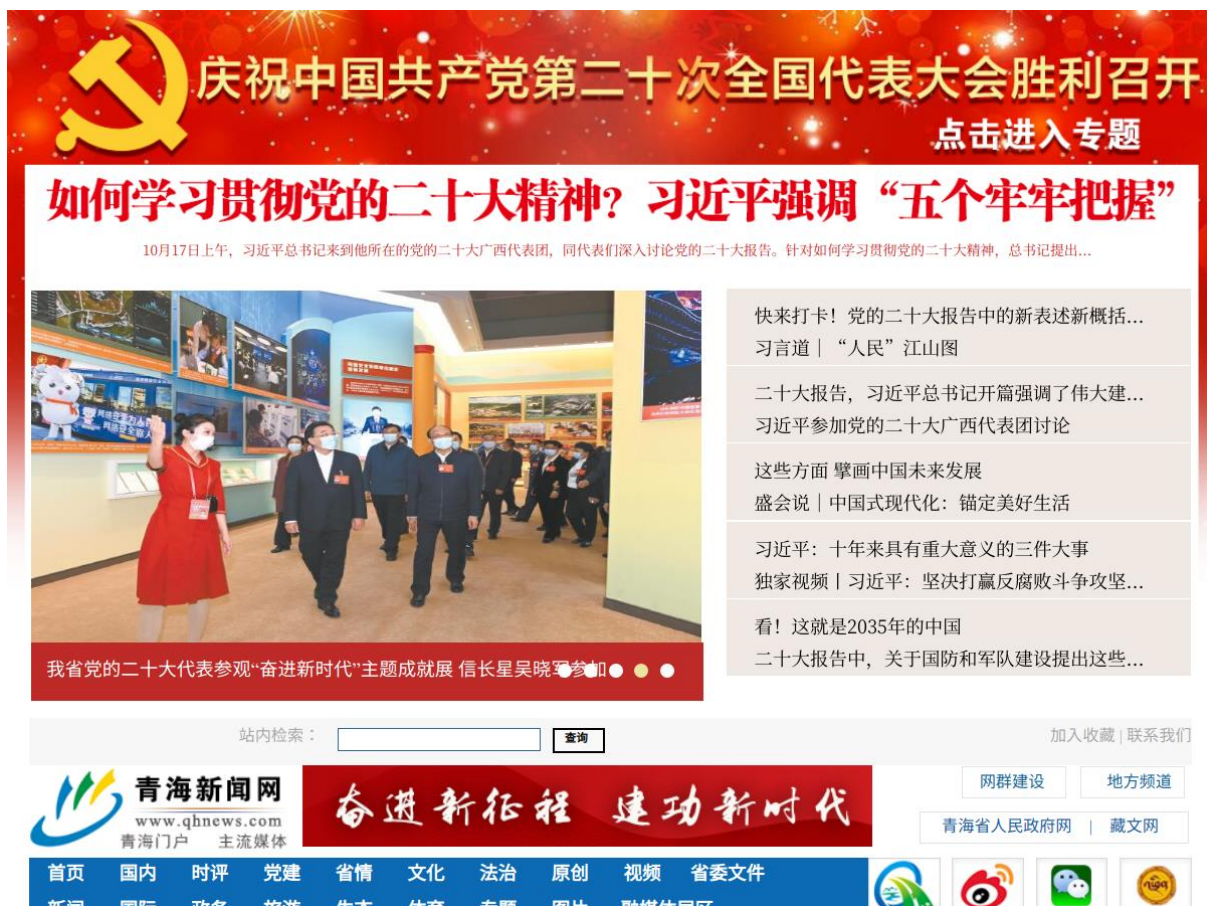 庆祝中国共产党第二十次全国代表大会胜利召开
点击进入专题
如何学习贯彻党的二十大精神？习近平强调“五个牢牢把握”
10月17日上午，习近平总书记来到他所在的党的二十大广西代表团，同代表们深入讨论党的二十大报告。针对如何学习贯彻党的二十大精神，总书记提出...
快来打卡！党的二十大报告中的新表述新概括...
习言道｜“人民”江山图
二十大报告，习近平总书记开篇强调了伟大建...
习近平参加党的二十大广西代表团讨论
这些方面 擘画中国未来发展
盛会说｜中国式现代化：锚定美好生活
习近平：十年来具有重大意义的三件大事
独家视频丨习近平：坚决打赢反腐败斗争攻坚...
看！这就是2035年的中国
二十大报告中，关于国防和军队建设提出这些...
我省党的二十大代表参观“奋进新时代”主题成就展 信长星吴晓军参加
站内检索：
查询
加入收藏 | 联系我们
青海新闻网
www.qhnews.com
青海门户 主流媒体
奋进新征程 建功新时代
网群建设 地方频道
青海省人民政府网 | 藏文网
首页 国内 时评 党建 省情 文化 法治 原创 视频 省委文件